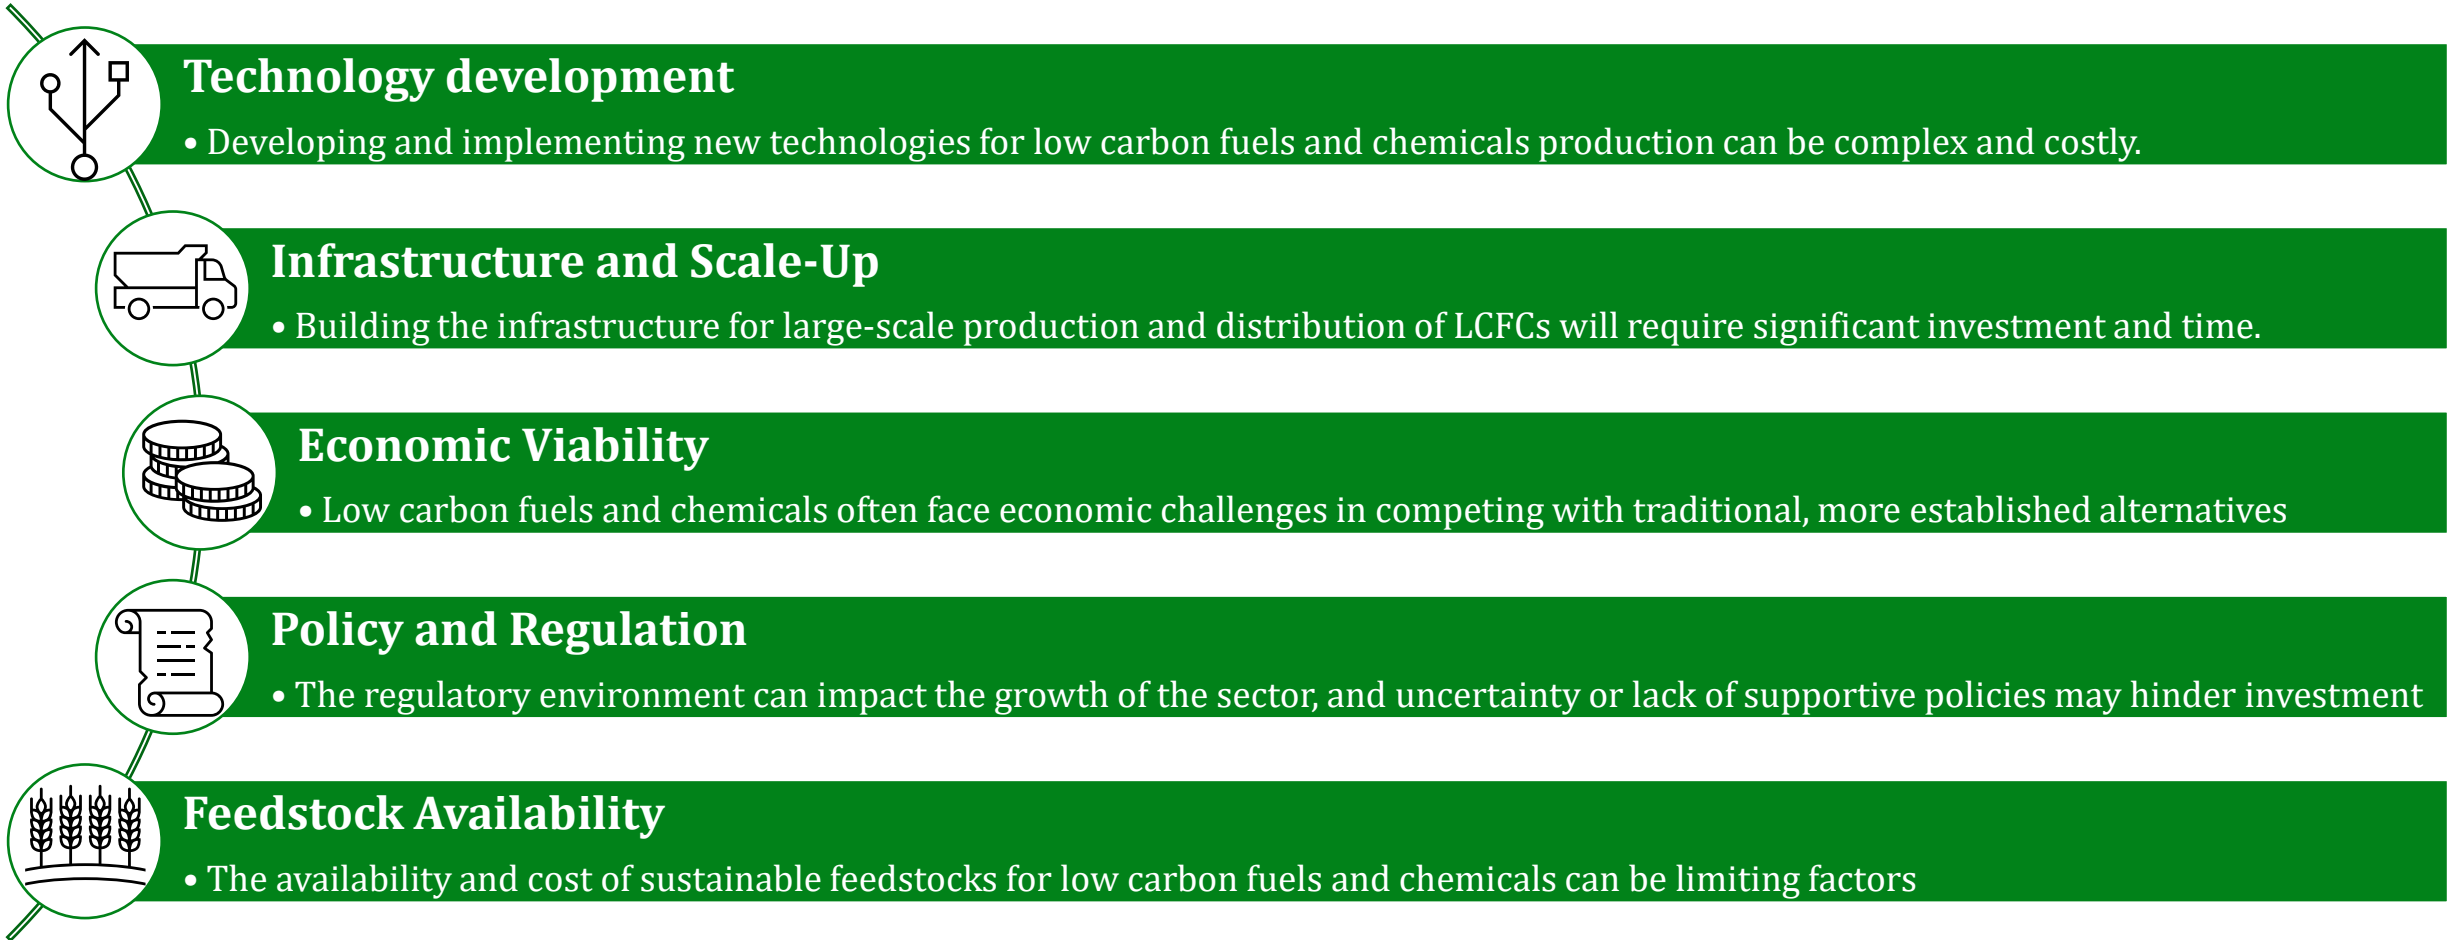 Technology development
• Developing and implementing new technologies for low carbon fuels and chemicals production can be complex and costly.
Infrastructure and Scale-Up
• Building the infrastructure for large-scale production and distribution of LCFCs will require significant investment and time.
Economic Viability
• Low carbon fuels and chemicals often face economic challenges in competing with traditional, more established alternatives
Policy and Regulation
• The regulatory environment can impact the growth of the sector, and uncertainty or lack of supportive policies may hinder investment
Feedstock Availability
• The availability and cost of sustainable feedstocks for low carbon fuels and chemicals can be limiting factors